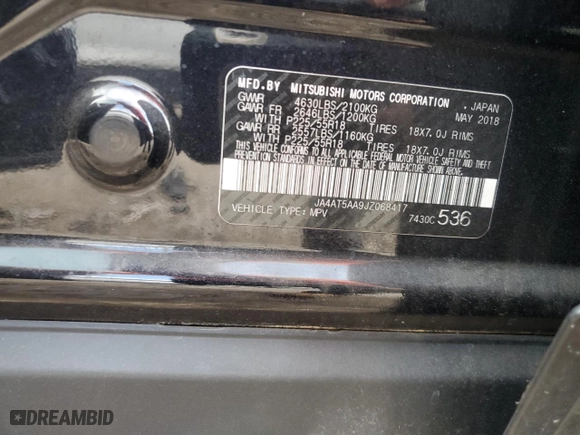 MFD.BY MITSUBISHI MOTORS CORPORATION , JAPAN
GVWR 4630LBS/2100KG MAY 2018
GAWR FR 2646LBS/1200KG
WITH P225/55R18 TIRES 18X7.0J RIMS
GAWR RR 2557LBS/1160KG
WITH P225/55R18 TIRES 18X7.0J RIMS
THIS VEHICLE CONFORMS TO ALL APPLICABLE FEDERAL MOTOR VEHICLE SAFETY AND THEFT
PREVENTION STANDARDS IN EFFECT ON THE DATE OF MANUFACTURE SHOWN ABOVE.
JA4AT5AA9JZ068417
VEHICLE TYPE: MPV 7430C 536
DREAMBID